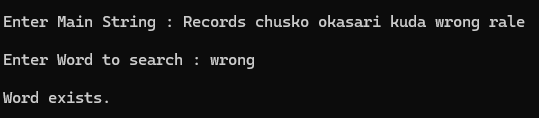 Enter Main String : Records chusko okasari kuda wrong rale
Enter Word to search : wrong
Word exists.